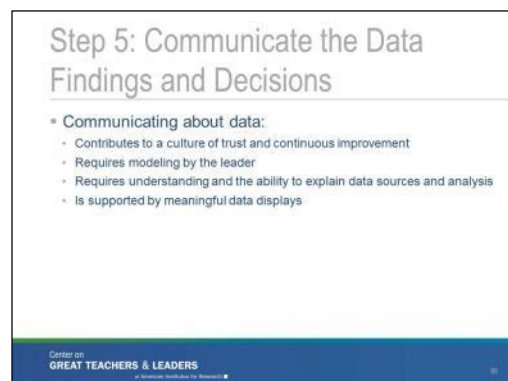 Step 5: Communicate the Data
Findings and Decisions
Communicating about data:
Contributes to a culture of trust and continuous improvement
Requires modeling by the leader
Requires understanding and the ability to explain data sources and analysis
Is supported by meaningful data displays
Center on
GREAT TEACHERS & LEADERS
at American Institutes for Research